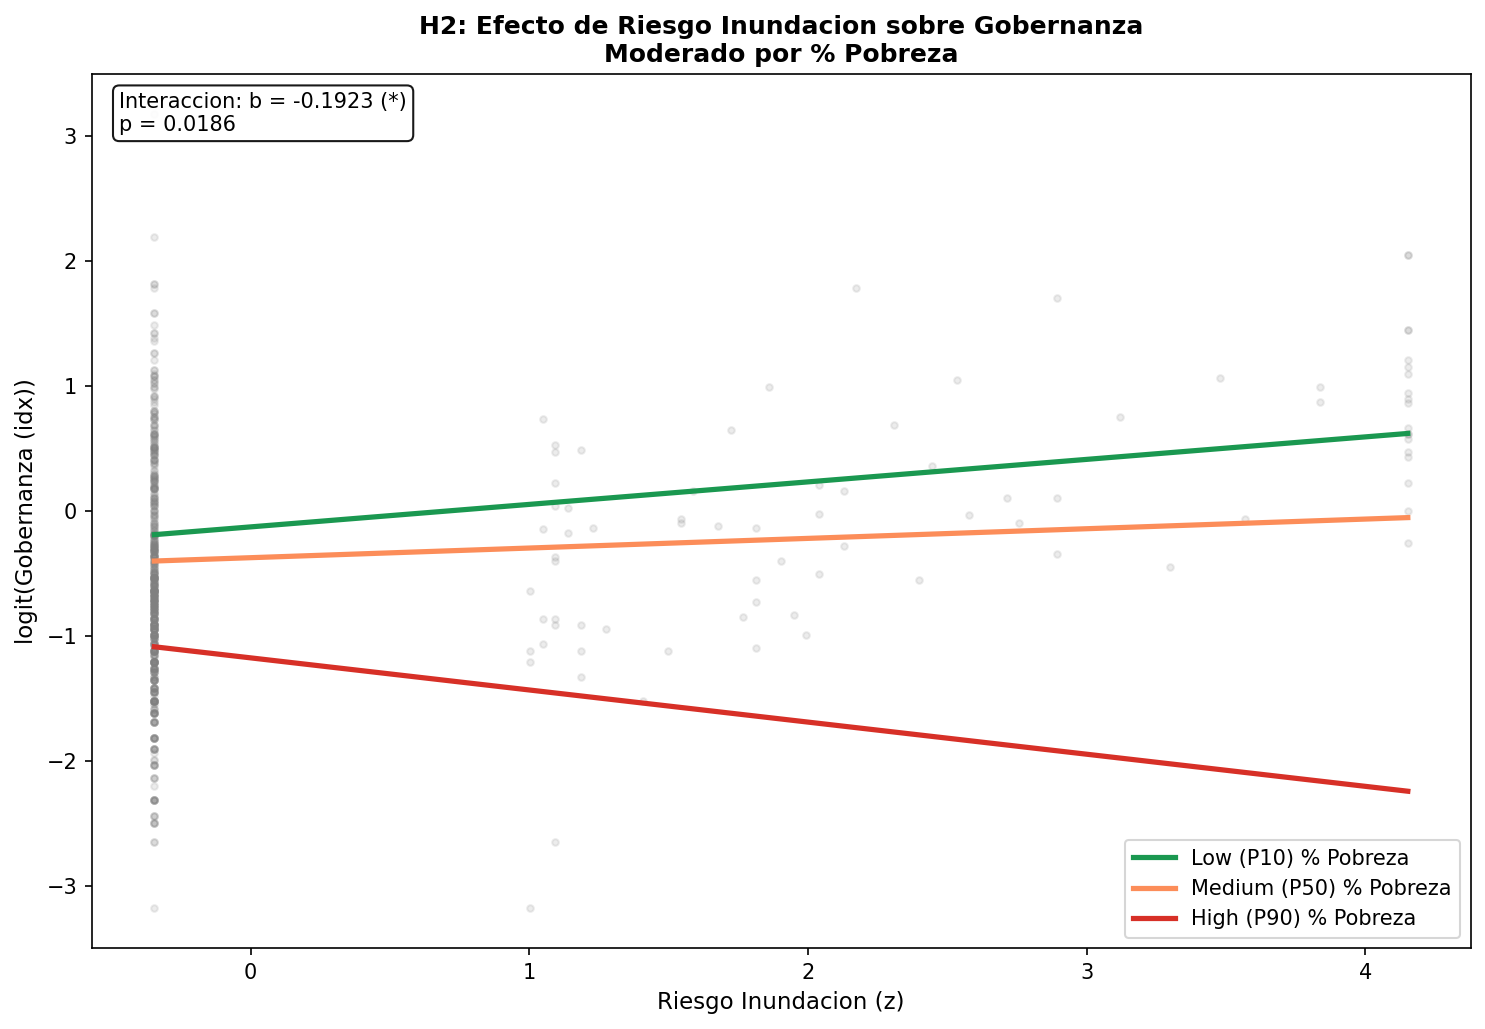 H2: Efecto de Riesgo Inundacion sobre Gobernanza
Moderado por % Pobreza
Interaccion: b = -0.1923 (*)
p = 0.0186
logit(Gobernanza (idx))
3
2
1
0
−1
−2
−3
0
1
2
3
4
Riesgo Inundacion (z)
Low (P10) % Pobreza
Medium (P50) % Pobreza
High (P90) % Pobreza